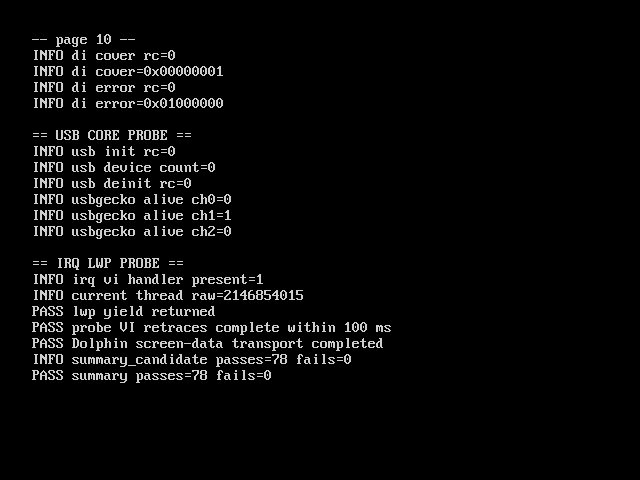 -- page 10 --
INFO di cover rc=0
INFO di cover=0x00000001
INFO di error rc=0
INFO di error=0x01000000
== USB CORE PROBE ==
INFO usb init rc=0
INFO usb device count=0
INFO usb deinit rc=0
INFO usbgecko alive ch0=0
INFO usbgecko alive ch1=1
INFO usbgecko alive ch2=0
== IRQ LWP PROBE ==
INFO irq vi handler present=1
INFO current thread raw=2146854015
PASS lwp yield returned
PASS probe VI retraces complete within 100 ms
PASS Dolphin screen-data transport completed
INFO summary_candidate passes=78 fails=0
PASS summary passes=78 fails=0